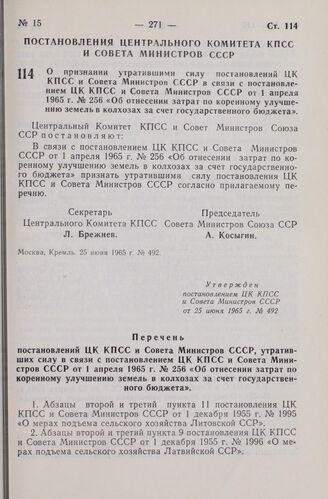 № 15 — 271 — Ст. 114
ПОСТАНОВЛЕНИЯ ЦЕНТРАЛЬНОГО КОМИТЕТА КПСС
И СОВЕТА МИНИСТРОВ СССР
114 О признании утратившими силу постановлений ЦК
КПСС и Совета Министров СССР в связи с постановле-
нием ЦК КПСС и Совета Министров СССР от 1 апреля
1965 г. № 256 «Об отнесении затрат по коренному улучше-
нию земель в колхозах за счет государственного бюджета».
Центральный Комитет КПСС и Совет Министров Союза
ССР постановляют:
В связи с постановлением ЦК КПСС и Совета Министров
СССР от 1 апреля 1965 г. № 256 «Об отнесении затрат по ко-
ренному улучшению земель в колхозах за счет государственно-
го бюджета» признать утратившими силу постановления ЦК
КПСС и Совета Министров СССР согласно прилагаемому пе-
речню.
Секретарь Председатель
Центрального Комитета КПСС Совета Министров Союза ССР
Л. Брежнев. А. Косыгин.
Москва, Кремль. 25 июня 1965 г. № 492.
Утвержден
постановлением ЦК КПСС
и Совета Министров СССР
от 25 июня 1965 г. № 492
Перечень
постановлений ЦК КПСС и Совета Министров СССР, утратив-
ших силу в связи с постановлением ЦК КПСС и Совета Мини-
стров СССР от 1 апреля 1965 г. № 256 «Об отнесении затрат по
коренному улучшению земель в колхозах за счет государствен-
ного бюджета».
1. Абзацы второй и третий пункта 11 постановления ЦК
КПСС и Совета Министров СССР от 1 декабря 1955 г. № 1995
«О мерах подъема сельского хозяйства Литовской ССР».
2. Абзацы второй и третий пункта 9 постановления ЦК КПСС
и Совета Министров СССР от 1 декабря 1955 г. № 1996 «О ме-
рах подъема сельского хозяйства Латвийской ССР».